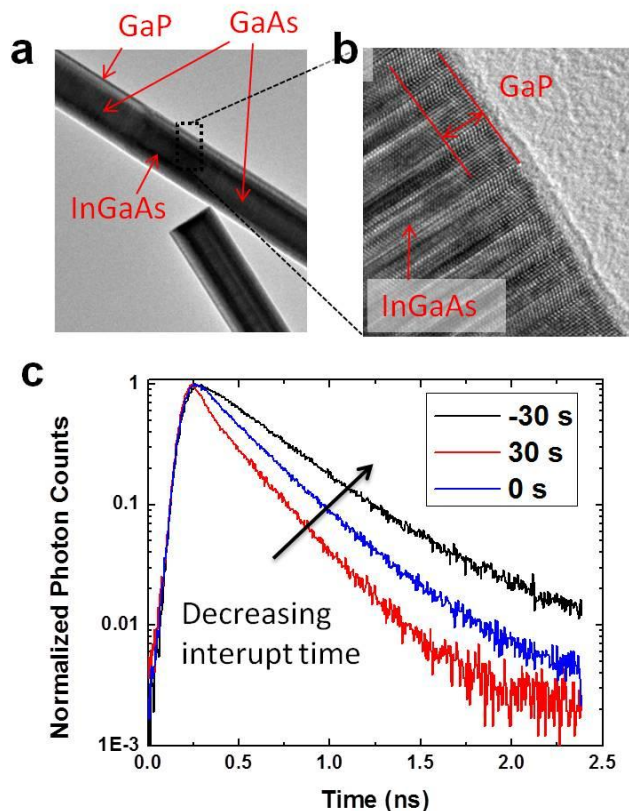 a
GaP
GaAs
InGaAs
b
GaP
InGaAs
c
Normalized Photon Counts
1
0.1
0.01
1E-3
-30 s
30 s
0 s
Decreasing
interupt time
0.0
0.5
1.0
1.5
2.0
2.5
Time (ns)